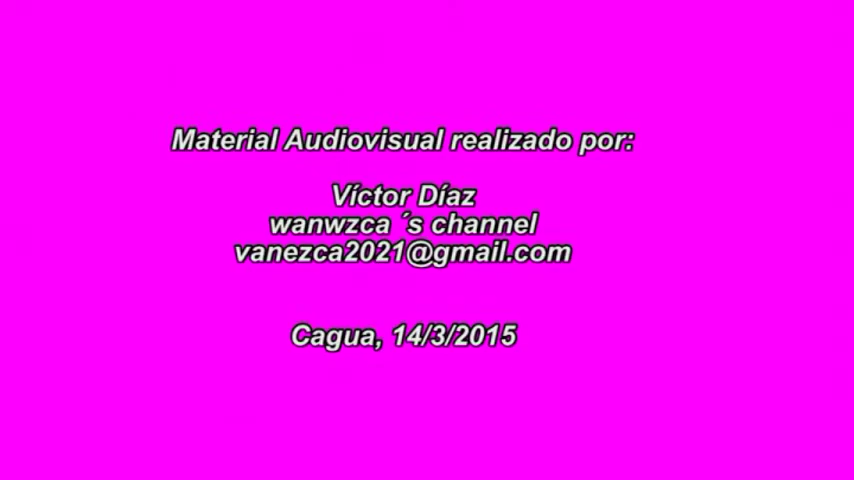 Material Audiovisual realizado por:
Víctor Díaz
wanwzca ´s channel
vanezca2021@gmail.com
Cagua, 14/3/2015